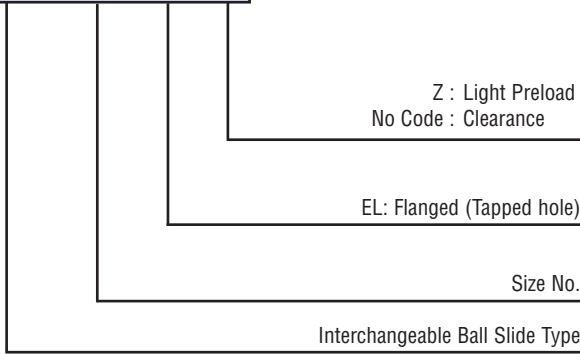 Z : Light Preload
No Code : Clearance
EL: Flanged (Tapped hole)
Size No.
Interchangeable Ball Slide Type